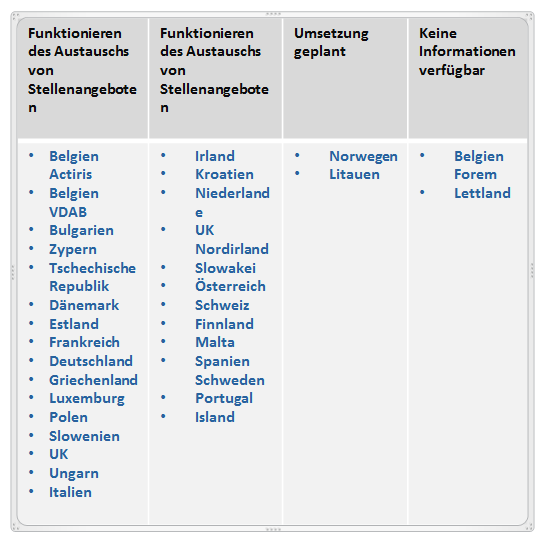 Funktionieren
des Austauschs
von
Stellenangebote
n
Funktionieren
des Austauschs
von
Stellenangebote
n
Umsetzung
geplant
Keine
Informationen
verfügbar
• Belgien
Actiris
• Belgien
VDAB
• Bulgarien
• Zypern
• Tschechische
Republik
• Dänemark
• Estland
• Frankreich
• Deutschland
• Griechenland
• Luxemburg
• Polen
• Slowenien
• UK
• Ungarn
• Italien
• Irland
• Kroatien
• Niederland
e
• UK
Nordirland
• Slowakei
• Österreich
• Schweiz
• Finnland
• Malta
• Spanien
Schweden
• Portugal
• Island
• Norwegen
• Litauen
• Belgien
Forem
• Lettland